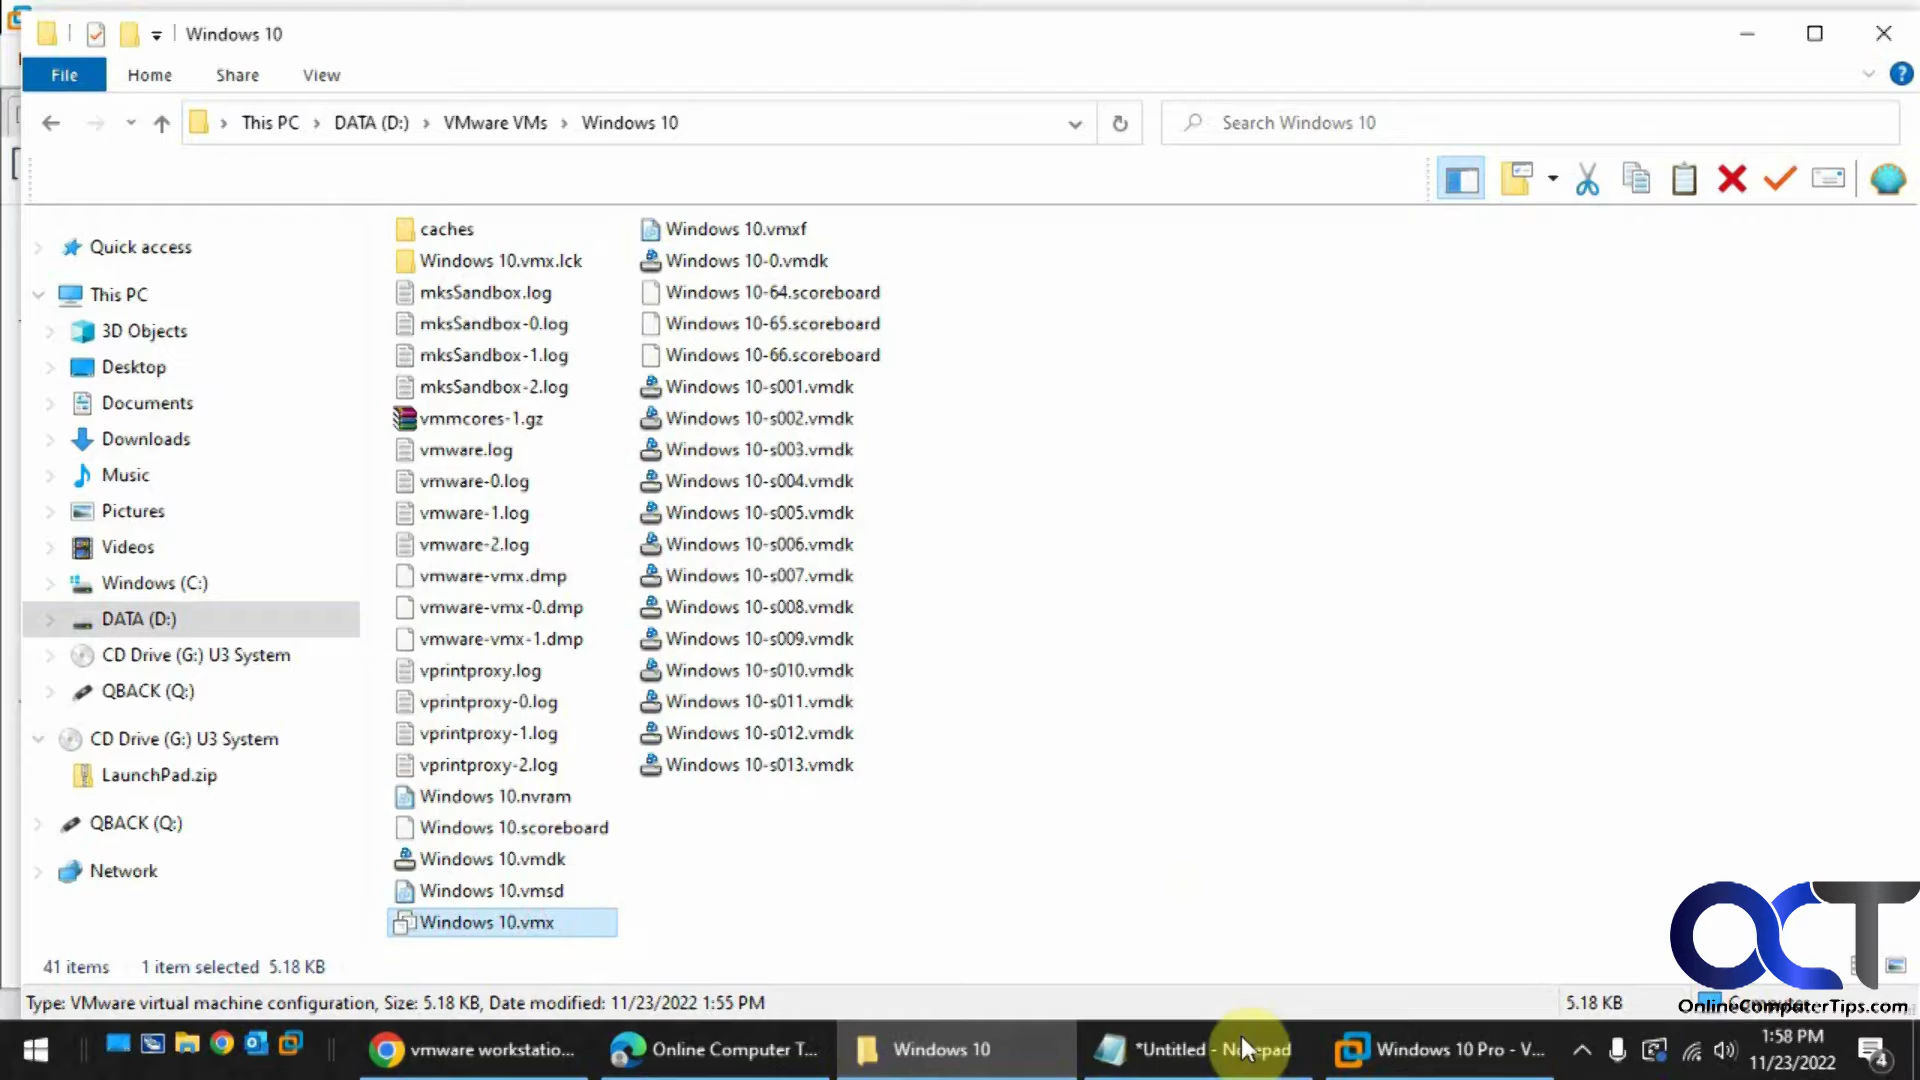 Windows 10
File Home Share View
This PC DATA (D:) VMware VMs Windows 10
Search Windows 10
Quick access
This PC
3D Objects
Desktop
Documents
Downloads
Music
Pictures
Videos
Windows (C:)
DATA (D:)
CD Drive (G:) U3 System
QBACK (Q:)
CD Drive (G:) U3 System
LaunchPad.zip
QBACK (Q:)
Network
caches
Windows 10.vmx.lck
mksSandbox.log
mksSandbox-0.log
mksSandbox-1.log
mksSandbox-2.log
vmmcores-1.gz
vmware.log
vmware-0.log
vmware-1.log
vmware-2.log
vmware-vmx.dmp
vmware-vmx-0.dmp
vmware-vmx-1.dmp
vprintproxy.log
vprintproxy-0.log
vprintproxy-1.log
vprintproxy-2.log
Windows 10.nvram
Windows 10.scoreboard
Windows 10.vmdk
Windows 10.vmsd
Windows 10.vmx
Windows 10.vmxf
Windows 10-0.vmdk
Windows 10-64.scoreboard
Windows 10-65.scoreboard
Windows 10-66.scoreboard
Windows 10-s001.vmdk
Windows 10-s002.vmdk
Windows 10-s003.vmdk
Windows 10-s004.vmdk
Windows 10-s005.vmdk
Windows 10-s006.vmdk
Windows 10-s007.vmdk
Windows 10-s008.vmdk
Windows 10-s009.vmdk
Windows 10-s010.vmdk
Windows 10-s011.vmdk
Windows 10-s012.vmdk
Windows 10-s013.vmdk
41 items 1 item selected 5.18 KB
Type: VMware virtual machine configuration, Size: 5.18 KB, Date modified: 11/23/2022 1:55 PM
5.18 KB Computer
OCT
OnlineComputerTips.com
vmware workstatio... Online Computer T... Windows 10 *Untitled - Notepad Windows 10 Pro - V...
1:58 PM
11/23/2022
4